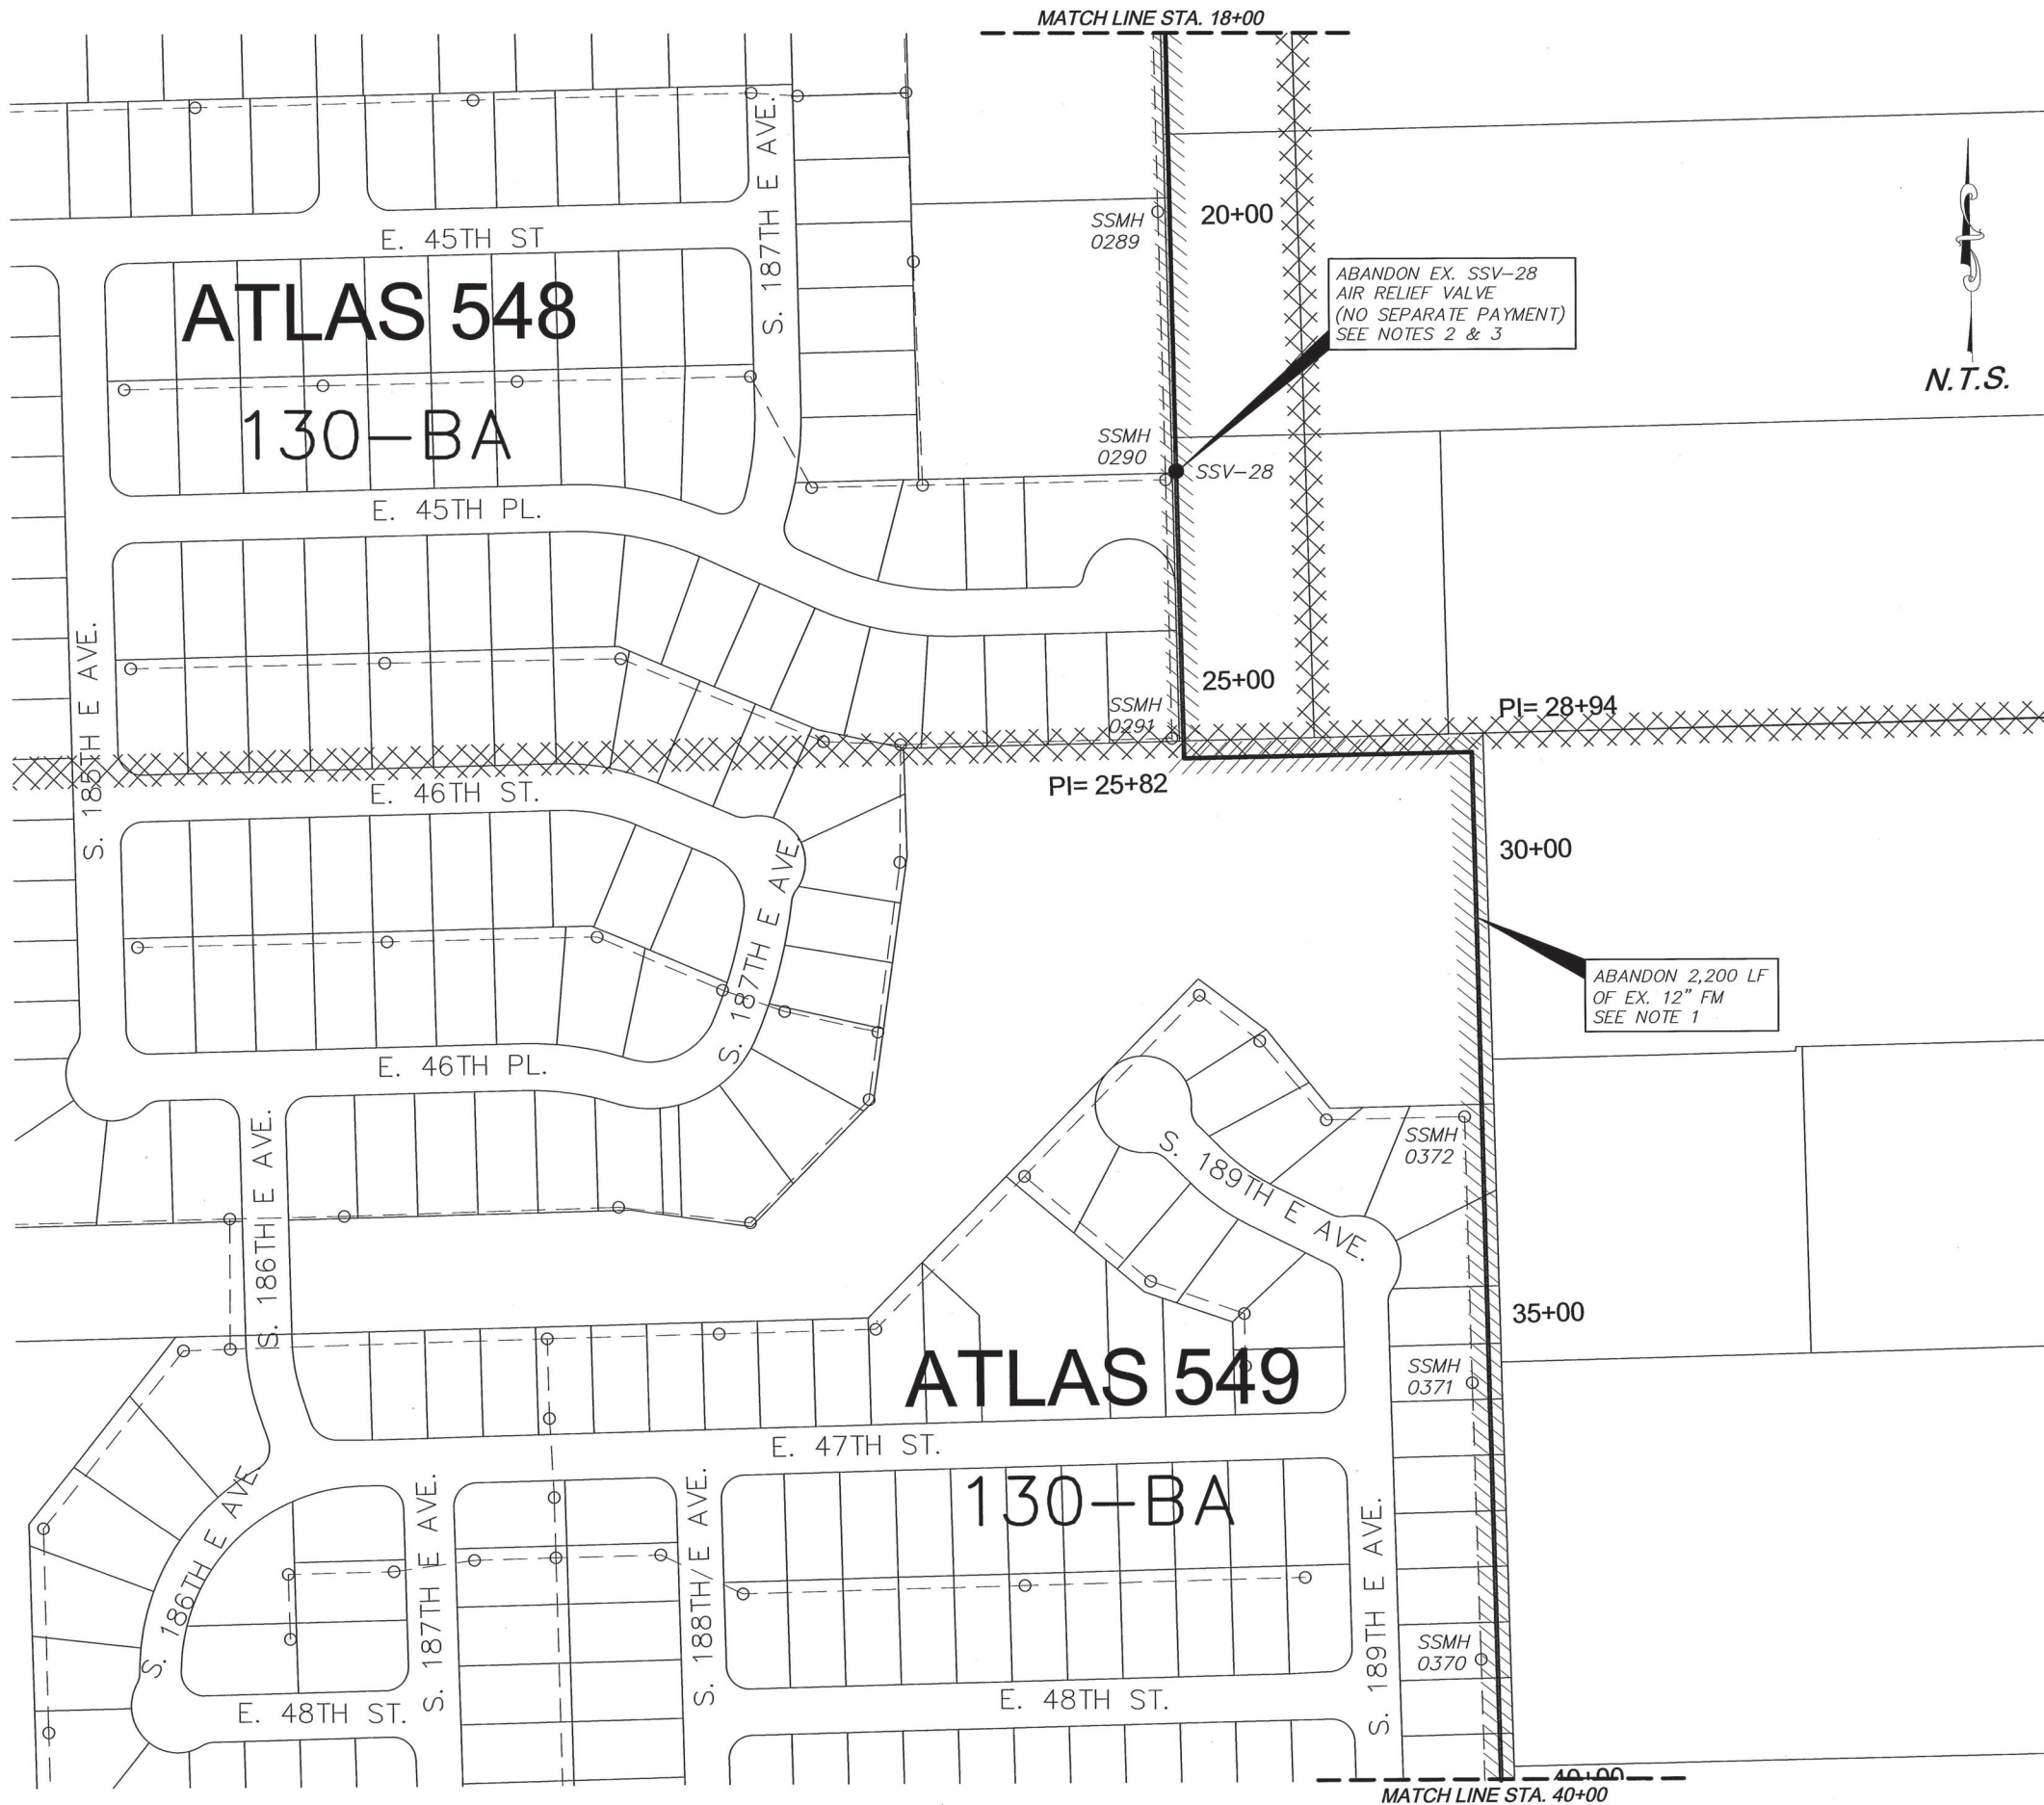 MATCH LINE STA. 18+00
S. 187TH E AVE.
SSMH
0289
20+00
E. 45TH ST
ATLAS 548
ABANDON EX. SSV-28
AIR RELIEF VALVE
(NO SEPARATE PAYMENT)
SEE NOTES 2 & 3
N.T.S.
130-BA
SSMH
0290
SSV-28
E. 45TH PL.
S. 185TH E AVE.
25+00
SSMH
0291
PI= 28+94
PI= 25+82
E. 46TH ST.
30+00
S. 187TH E AVE
ABANDON 2,200 LF
OF EX. 12" FM
SEE NOTE 1
E. 46TH PL.
SSMH
0372
S. 189TH E AVE.
S. 186TH E AVE.
35+00
ATLAS 549
SSMH
0371
E. 47TH ST.
130-BA
S. 186TH E AVE
S. 187TH E AVE.
S. 188TH E AVE.
S. 189TH E AVE.
SSMH
0370
E. 48TH ST.
E. 48TH ST.
40+00
MATCH LINE STA. 40+00